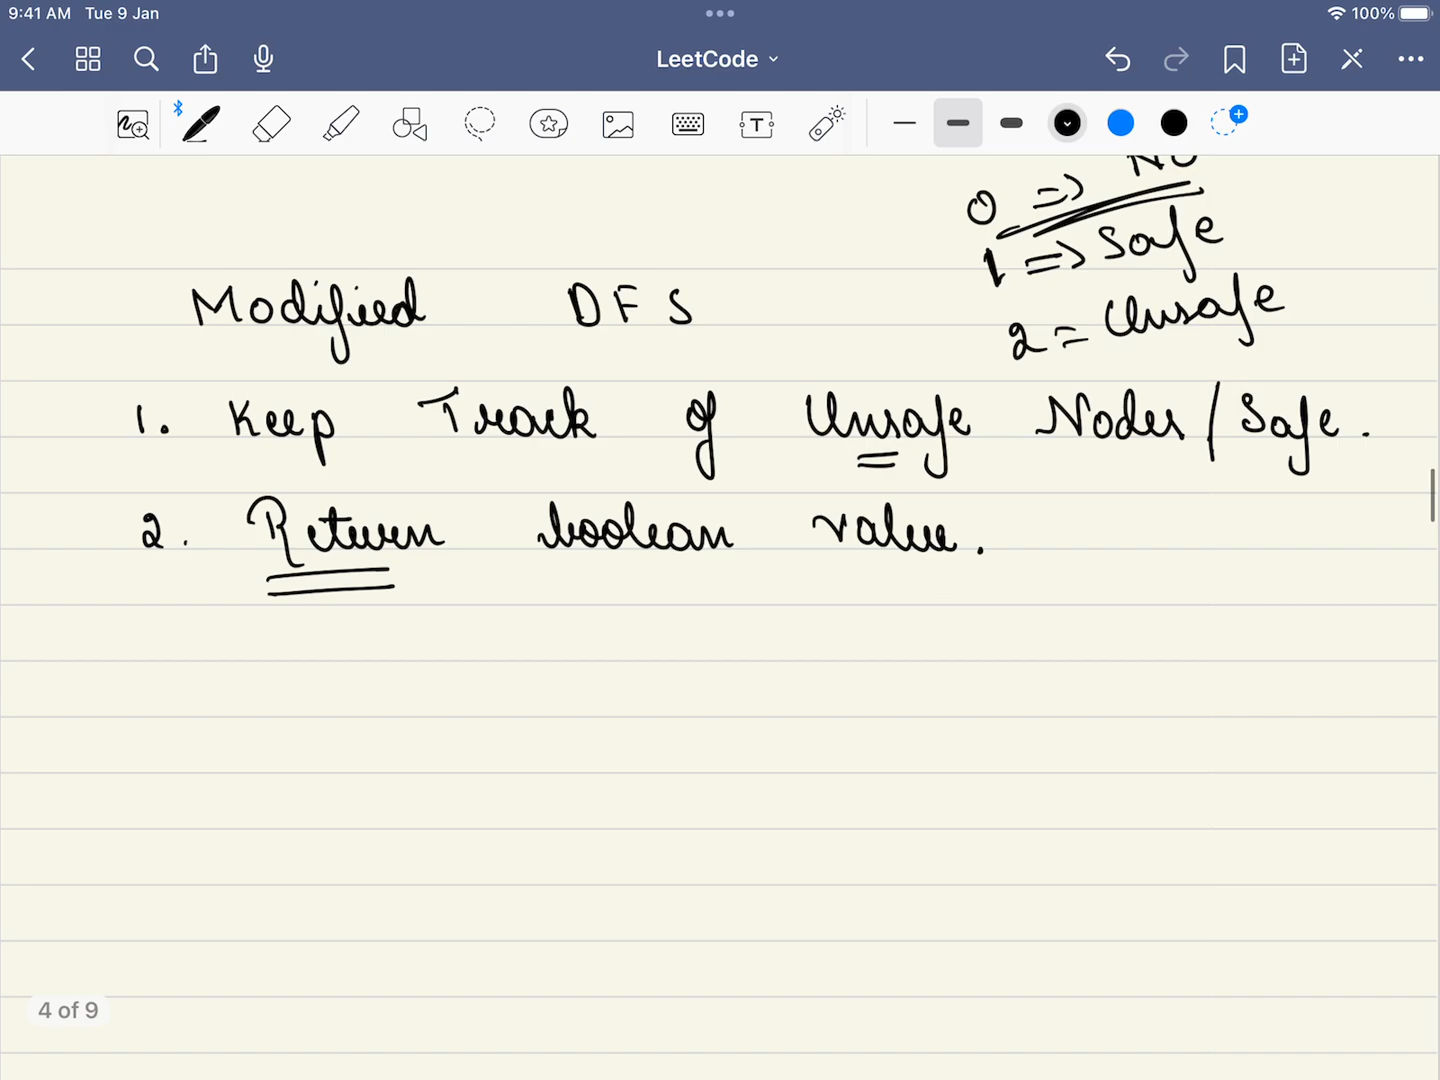 9:41 AM Tue 9 Jan
100%
LeetCode
T
0 => No
1 => Safe
2 = Unsafe
Modified DFS
1. Keep Track of Unsafe Nodes / Safe.
2. Return boolean value.
4 of 9